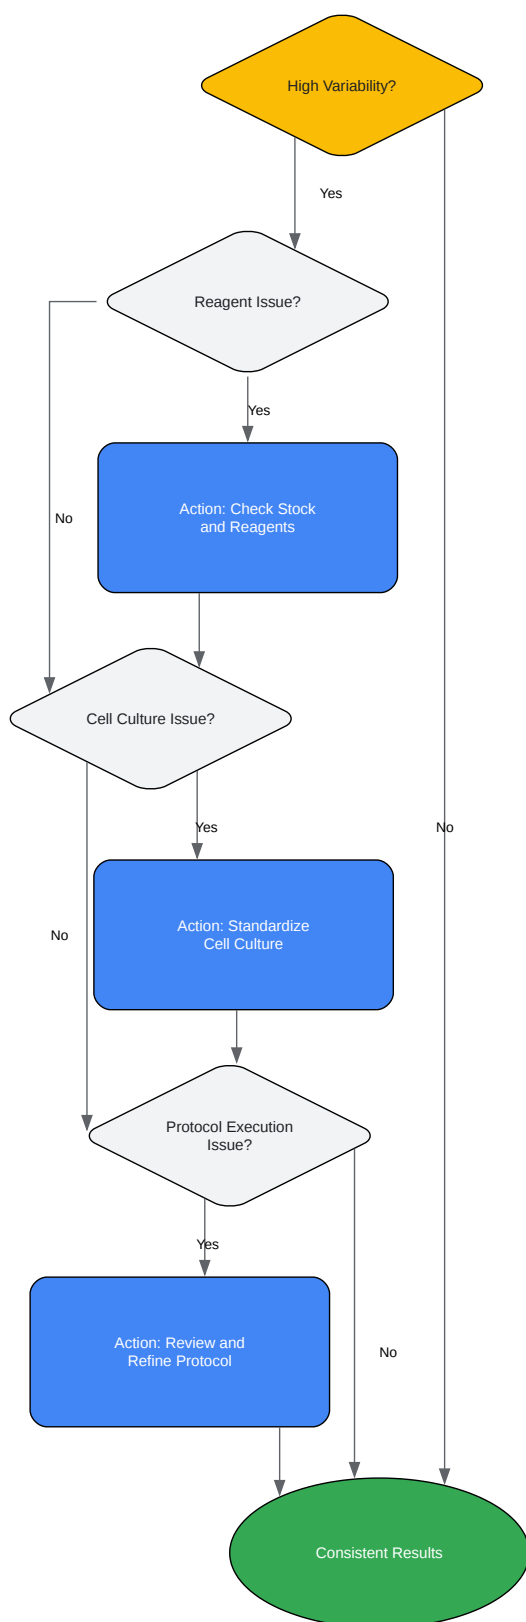 High Variability?
Yes
Reagent Issue?
Yes
Action: Check Stock
and Reagents
No
Cell Culture Issue?
Yes
No
Action: Standardize
Cell Culture
No
Protocol Execution
Issue?
Yes
Action: Review and
Refine Protocol
No
Consistent Results